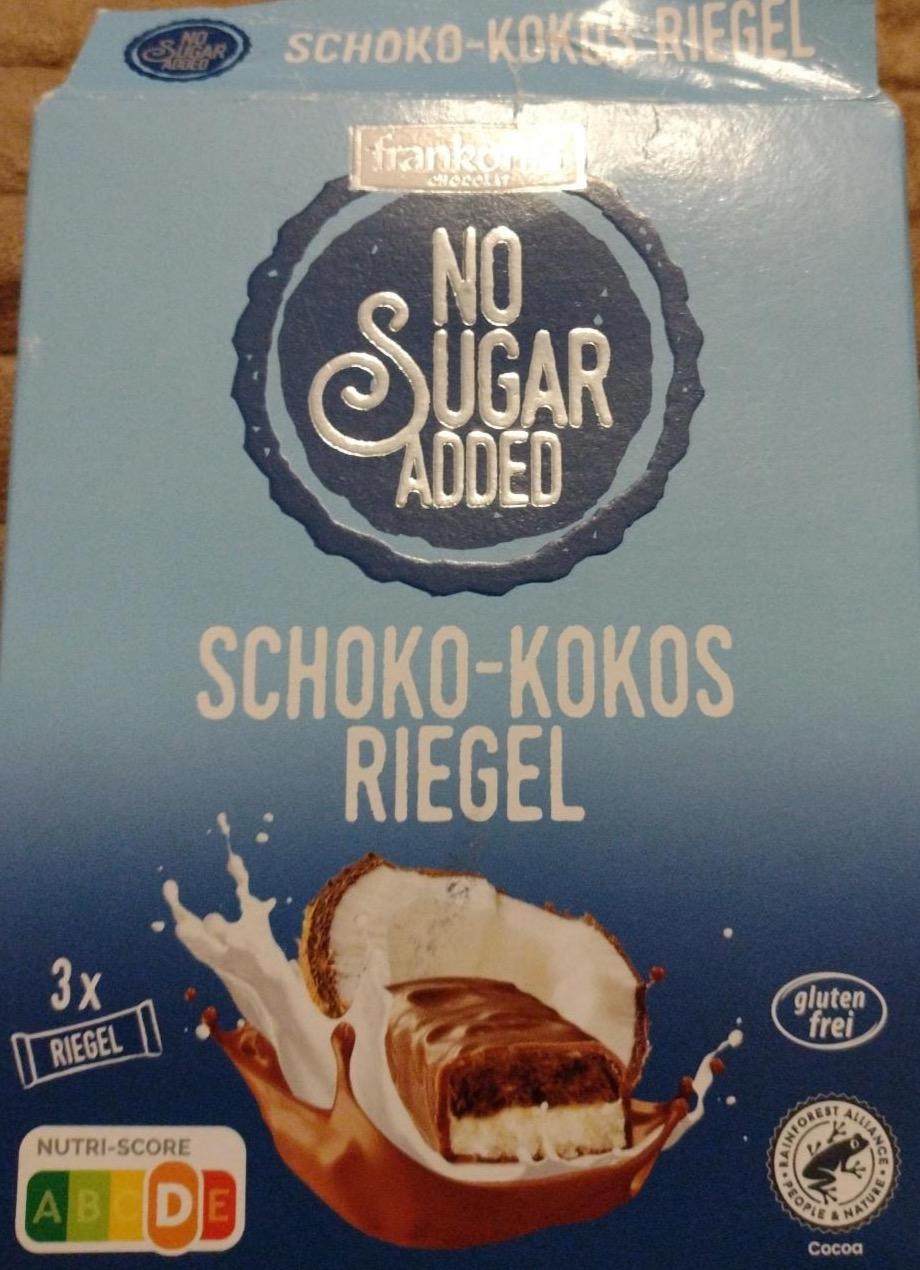 NO
SUGAR
ADDED
SCHOKO-KOKOS RIEGEL
frankonia
CHOCOLAT
NO
SUGAR
ADDED
SCHOKO-KOKOS
RIEGEL
3x
RIEGEL
gluten
frei
NUTRI-SCORE
A B C D E
RAINFOREST ALLIANCE
PEOPLE & NATURE
Cocoa